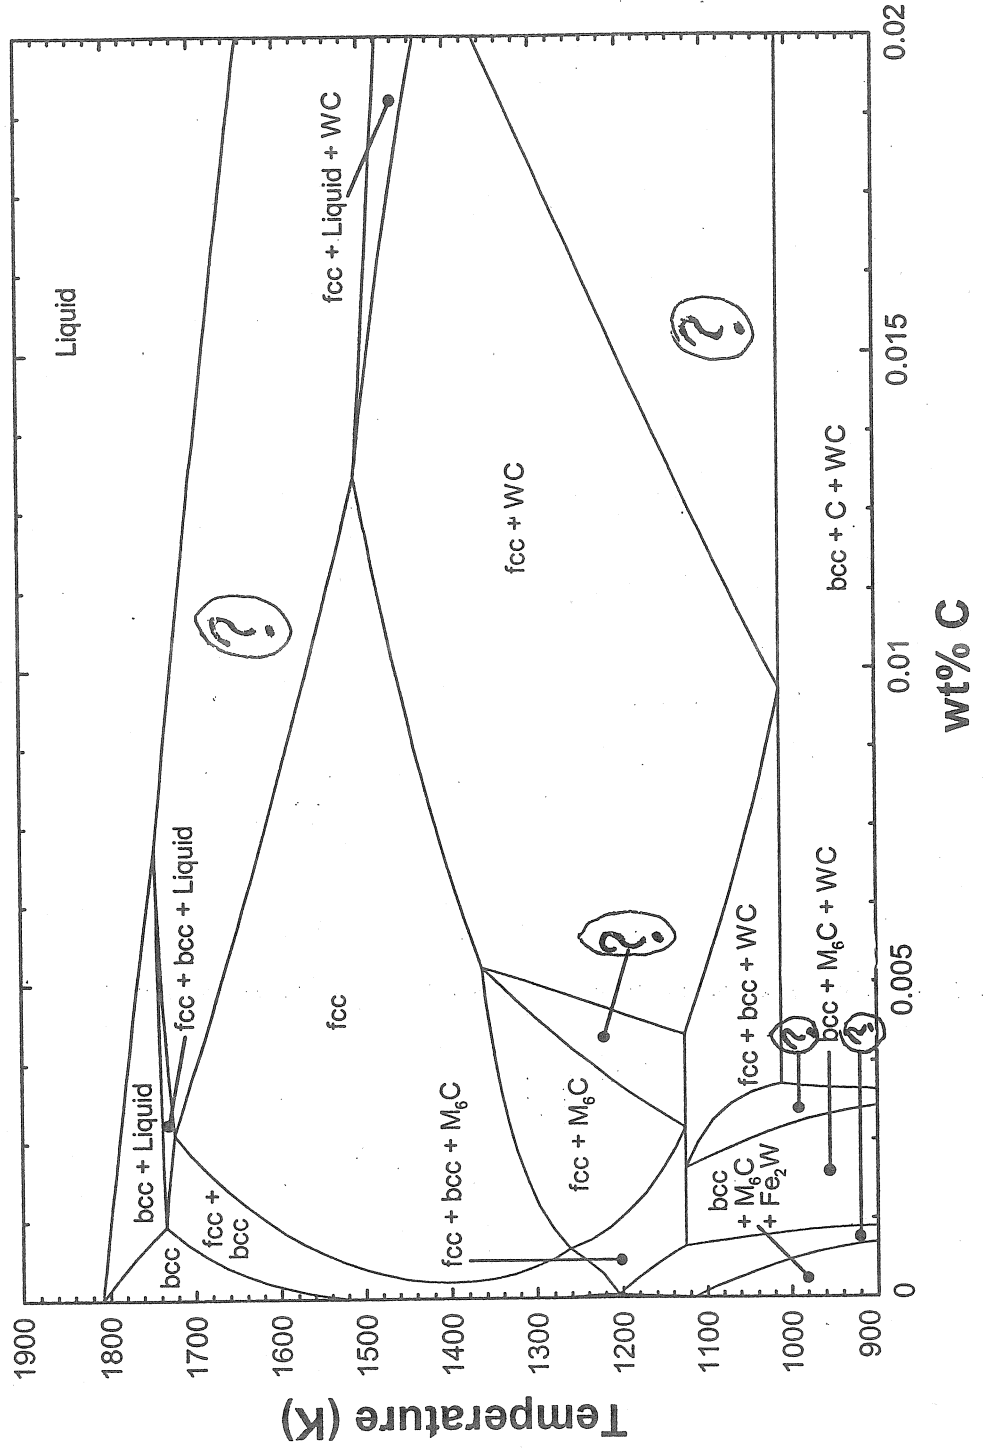 Liquid
fcc + Liquid + WC
?
bcc + Liquid
fcc + bcc + Liquid
bcc
fcc +
bcc
fcc
fcc + WC
fcc + bcc + M₆C
fcc + M₆C
?
?
fcc + bcc + WC
bcc
+ M₆C
+ Fe₂W
?
bcc + M₆C + WC
?
bcc + C + WC
1900
1800
1700
1600
1500
1400
1300
1200
1100
1000
900
Temperature (K)
0
0.005
0.01
0.015
0.02
wt% C